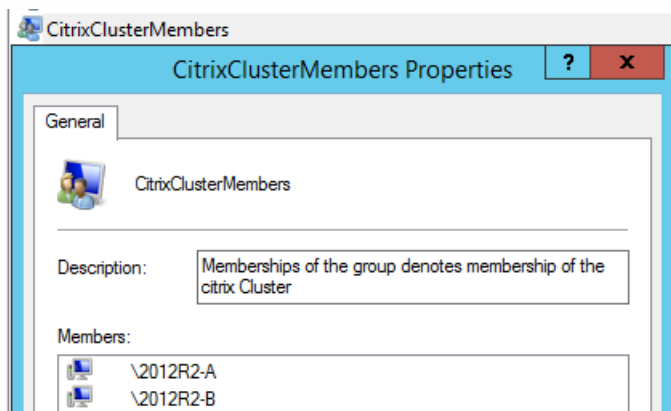 CitrixClusterMembers
CitrixClusterMembers Properties
? x
General
CitrixClusterMembers
Description:
Memberships of the group denotes membership of the
citrix Cluster
Members:
\2012R2-A
\2012R2-B